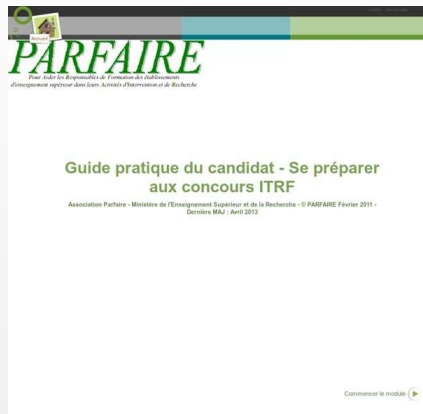 Accueil
PARFAIRE
Pour Aider les Responsables de Formation des établissements
d'enseignement supérieur dans leurs Activités d'Intervention et de Recherche
Guide pratique du candidat - Se préparer
aux concours ITRF
Association Parfaire - Ministère de l'Enseignement Supérieur et de la Recherche - © PARFAIRE Février 2011 -
Dernière MAJ : Avril 2013
Commencer le module